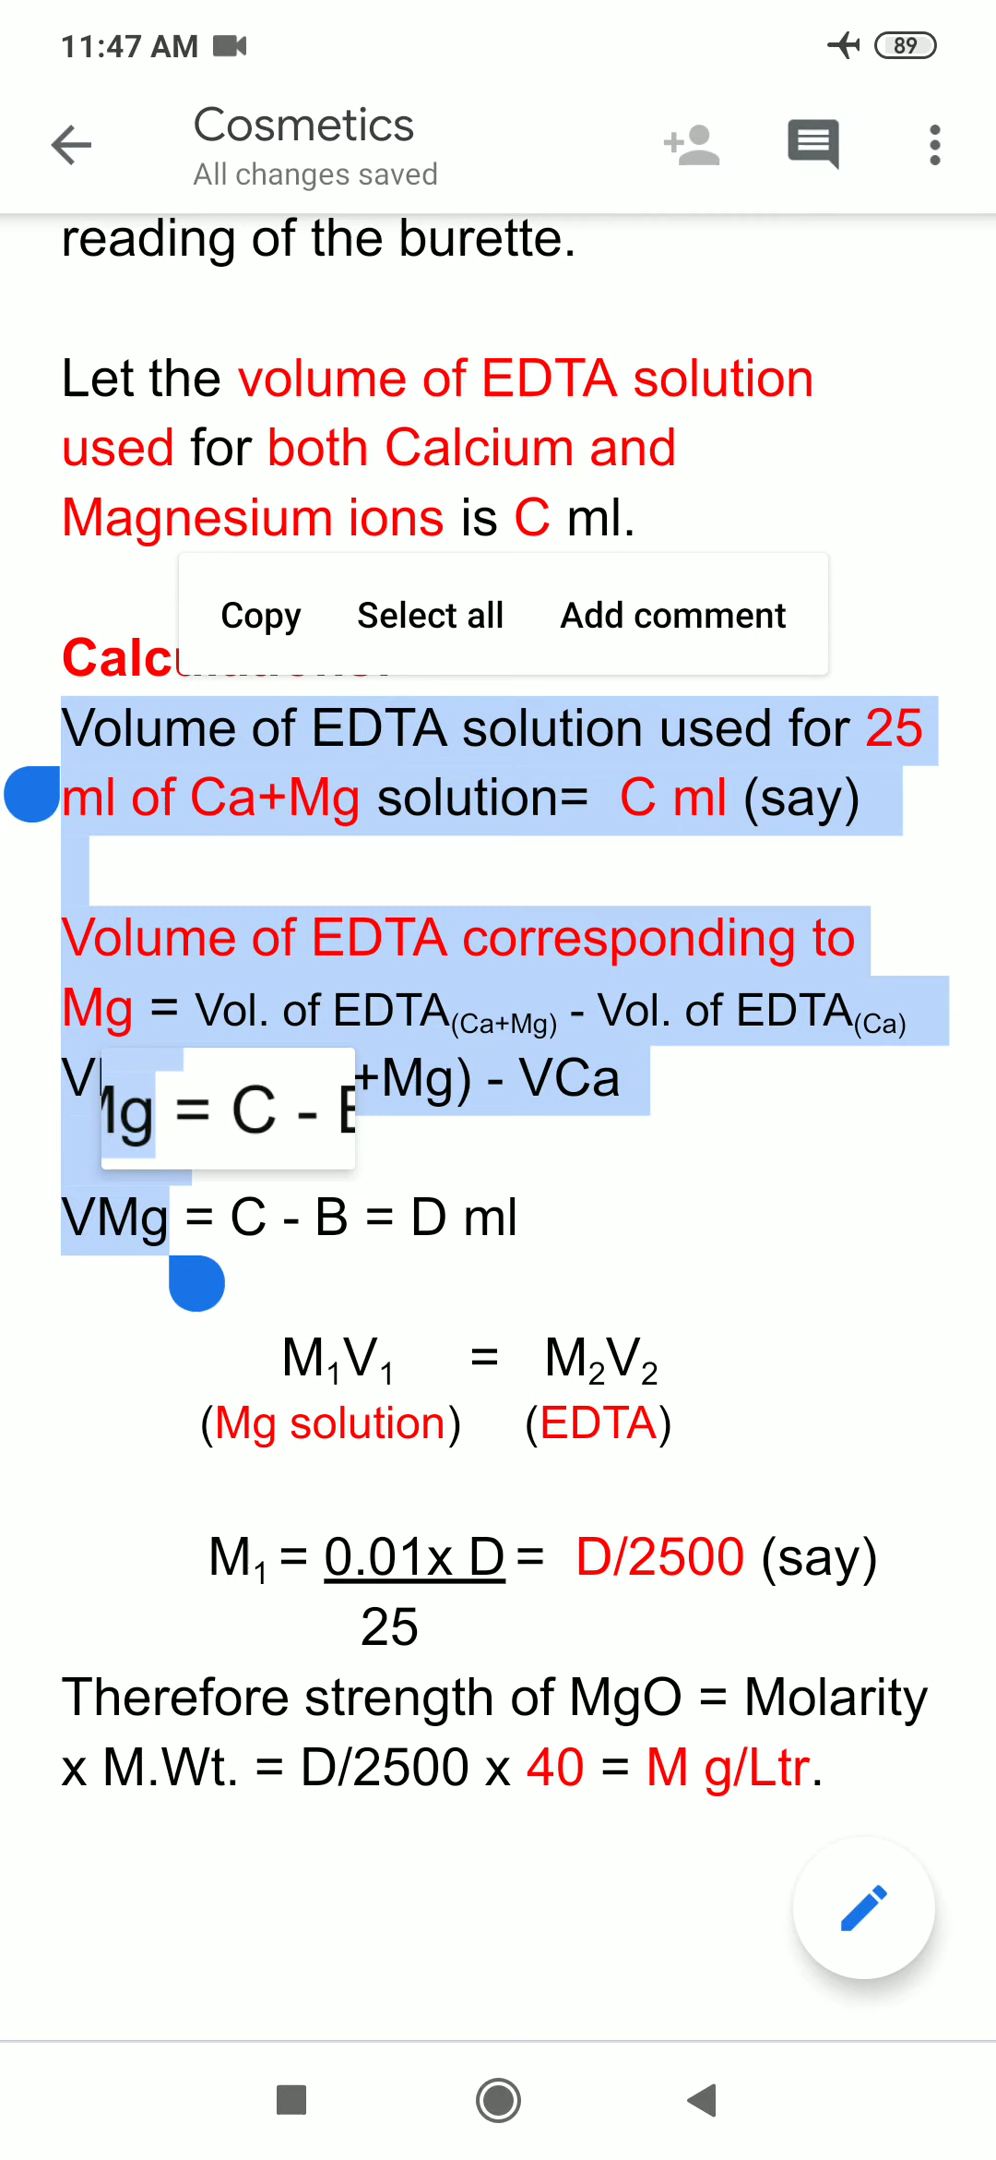 11:47 AM
89
Cosmetics
All changes saved
reading of the burette.
Let the volume of EDTA solution
used for both Calcium and
Magnesium ions is C ml.
Copy Select all Add comment
Volume of EDTA solution used for 25
ml of Ca+Mg solution= C ml (say)
Volume of EDTA corresponding to
Mg = Vol. of EDTA(Ca+Mg) - Vol. of EDTA(Ca)
+Mg) - VCa
= C -
VMg = C - B = D ml
M₁V₁ = M₂V₂
(Mg solution) (EDTA)
M₁ = 0.01x D = D/2500 (say)
25
Therefore strength of MgO = Molarity
x M.Wt. = D/2500 x 40 = M g/Ltr.